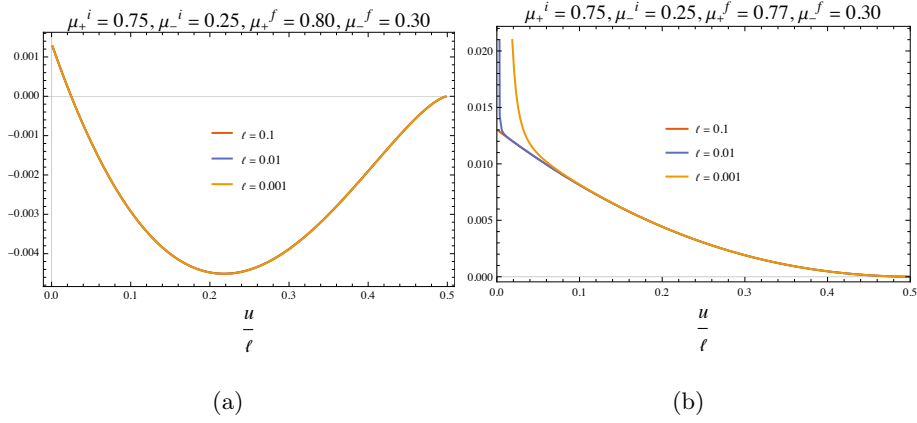 μ₊ⁱ = 0.75, μ₋ⁱ = 0.25, μ₊ᶠ = 0.80, μ₋ᶠ = 0.30
0.001
0.000
−0.001
−0.002
−0.003
−0.004
ℓ = 0.1
ℓ = 0.01
ℓ = 0.001
0.0 0.1 0.2 0.3 0.4 0.5
u
ℓ
(a)
μ₊ⁱ = 0.75, μ₋ⁱ = 0.25, μ₊ᶠ = 0.77, μ₋ᶠ = 0.30
0.020
0.015
0.010
0.005
0.000
ℓ = 0.1
ℓ = 0.01
ℓ = 0.001
0.0 0.1 0.2 0.3 0.4 0.5
u
ℓ
(b)